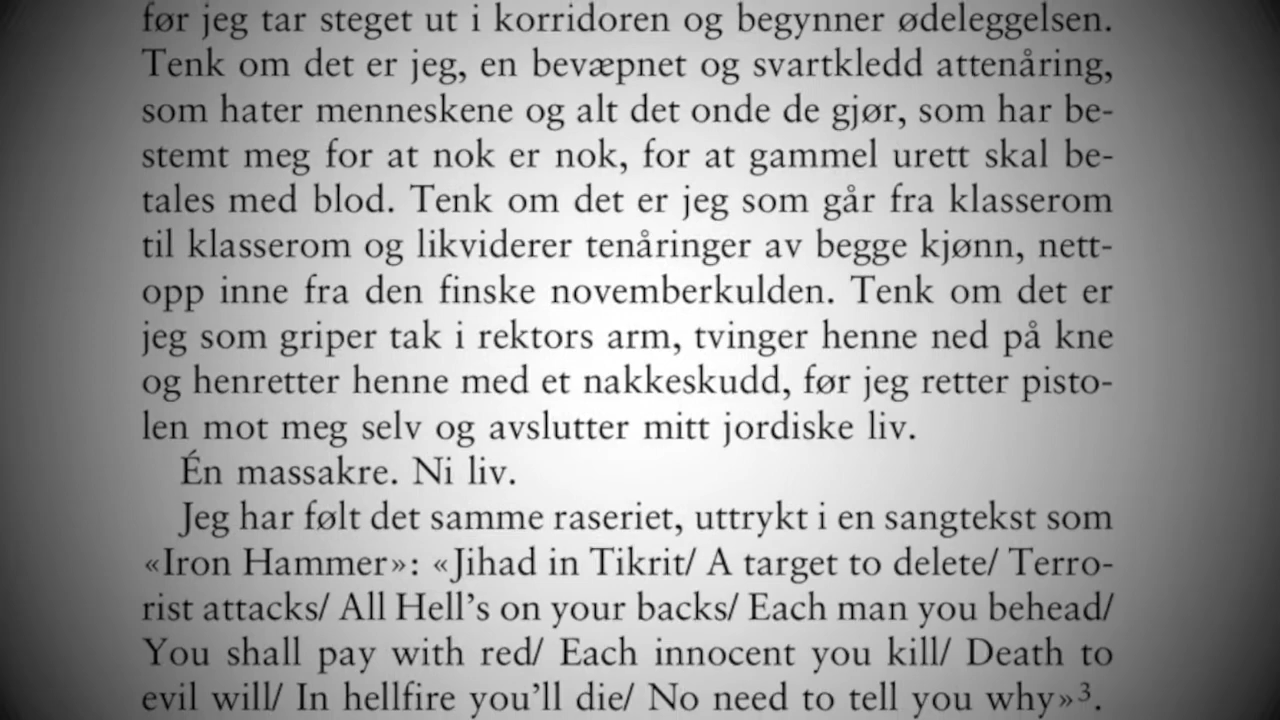 før jeg tar steget ut i korridoren og begynner ødeleggelsen.
Tenk om det er jeg, en bevæpnet og svartkledd attenåring,
som hater menneskene og alt det onde de gjør, som har be-
stemt meg for at nok er nok, for at gammel urett skal be-
tales med blod. Tenk om det er jeg som går fra klasserom
til klasserom og likviderer tenåringer av begge kjønn, nett-
opp inne fra den finske novemberkulden. Tenk om det er
jeg som griper tak i rektors arm, tvinger henne ned på kne
og henretter henne med et nakkeskudd, før jeg retter pisto-
len mot meg selv og avslutter mitt jordiske liv.
Én massakre. Ni liv.
Jeg har følt det samme raseriet, uttrykt i en sangtekst som
«Iron Hammer»: «Jihad in Tikrit/ A target to delete/ Terro-
rist attacks/ All Hell’s on your backs/ Each man you behead/
You shall pay with red/ Each innocent you kill/ Death to
evil will/ In hellfire you’ll die/ No need to tell you why»³.